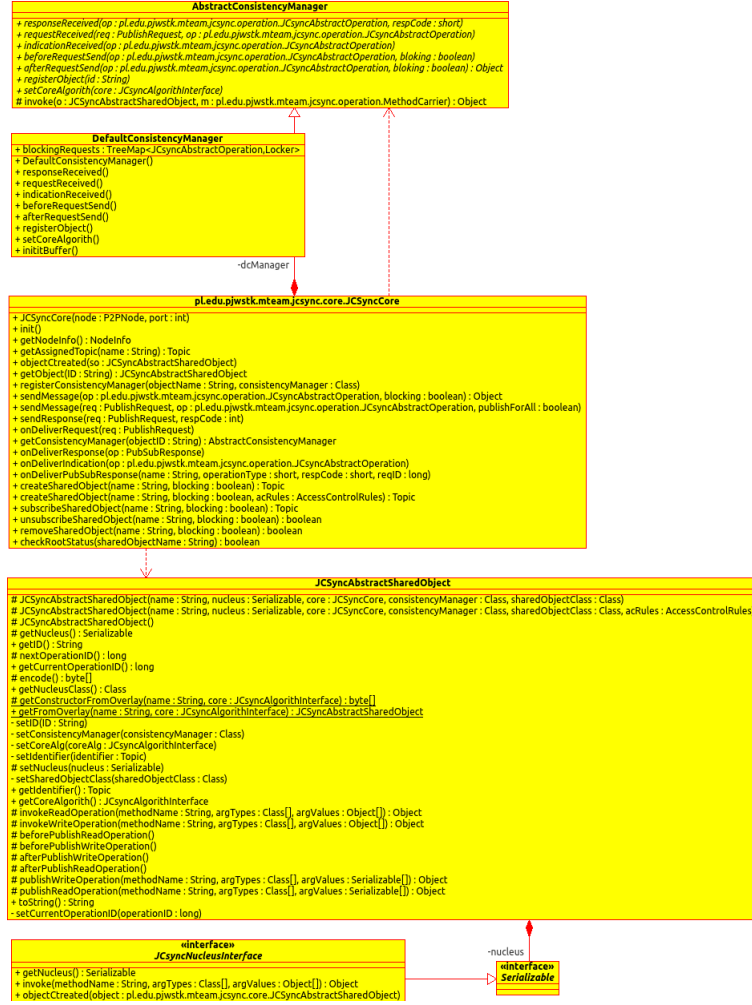 AbstractConsistencyManager
+ responseReceived(op : pl.edu.pjwstk.mteam.jcsync.operation.JCSyncAbstractOperation, respCode : short)
+ requestReceived(req : PublishRequest, op : pl.edu.pjwstk.mteam.jcsync.operation.JCSyncAbstractOperation)
+ indicationReceived(op : pl.edu.pjwstk.mteam.jcsync.operation.JCSyncAbstractOperation)
+ beforeRequestSend(op : pl.edu.pjwstk.mteam.jcsync.operation.JCSyncAbstractOperation, bloking : boolean)
+ afterRequestSend(op : pl.edu.pjwstk.mteam.jcsync.operation.JCSyncAbstractOperation, bloking : boolean) : Object
+ registerObject(id : String)
+ setCoreAlgorith(core : JCSyncAlgorithInterface)
# invoke(o : JCSyncAbstractSharedObject, m : pl.edu.pjwstk.mteam.jcsync.operation.MethodCarrier) : Object
DefaultConsistencyManager
+ blockingRequests : TreeMap<JCsyncAbstractOperation,Locker>
+ DefaultConsistencyManager()
+ responseReceived()
+ requestReceived()
+ indicationReceived()
+ beforeRequestSend()
+ afterRequestSend()
+ registerObject()
+ setCoreAlgorith()
+ inititBuffer()
-dcManager
pl.edu.pjwstk.mteam.jcsync.core.JCSyncCore
+ JCSyncCore(node : P2PNode, port : int)
+ init()
+ getNodeInfo() : NodeInfo
+ getAssignedTopic(name : String) : Topic
+ objectCtreated(so : JCSyncAbstractSharedObject)
+ getObject(ID : String) : JCSyncAbstractSharedObject
+ registerConsistencyManager(objectName : String, consistencyManager : Class)
+ sendMessage(op : pl.edu.pjwstk.mteam.jcsync.operation.JCSyncAbstractOperation, blocking : boolean) : Object
+ sendMessage(req : PublishRequest, op : pl.edu.pjwstk.mteam.jcsync.operation.JCSyncAbstractOperation, publishForAll : boolean)
+ sendResponse(req : PublishRequest, respCode : int)
+ onDeliverRequest(req : PublishRequest)
+ getConsistencyManager(objectID : String) : AbstractConsistencyManager
+ onDeliverResponse(op : PubSubResponse)
+ onDeliverIndication(op : pl.edu.pjwstk.mteam.jcsync.operation.JCSyncAbstractOperation)
+ onDeliverPubSubResponse(name : String, operationType : short, respCode : short, reqID : long)
+ createSharedObject(name : String, blocking : boolean) : Topic
+ createSharedObject(name : String, blocking : boolean, acRules : AccessControlRules) : Topic
+ subscribeSharedObject(name : String, blocking : boolean) : Topic
+ unsubscribeSharedObject(name : String, blocking : boolean) : boolean
+ removeSharedObject(name : String, blocking : boolean) : boolean
+ checkRootStatus(sharedObjectName : String) : boolean
JCSyncAbstractSharedObject
# JCSyncAbstractSharedObject(name : String, nucleus : Serializable, core : JCSyncCore, consistencyManager : Class, sharedObjectClass : Class)
# JCSyncAbstractSharedObject(name : String, nucleus : Serializable, core : JCSyncCore, consistencyManager : Class, sharedObjectClass : Class, acRules : AccessControlRules)
# JCSyncAbstractSharedObject()
# getNucleus() : Serializable
+ getID() : String
# nextOperationID() : long
+ getCurrentOperationID() : long
# encode() : byte[]
+ getNucleusClass() : Class
# getConstructorFromOverlay(name : String, core : JCsyncAlgorithInterface) : byte[]
+ getFromOverlay(name : String, core : JCsyncAlgorithInterface) : JCSyncAbstractSharedObject
- setID(ID : String)
- setConsistencyManager(consistencyManager : Class)
- setCoreAlg(coreAlg : JCsyncAlgorithInterface)
- setIdentifier(identifier : Topic)
# setNucleus(nucleus : Serializable)
- setSharedObjectClass(sharedObjectClass : Class)
+ getIdentifier() : Topic
+ getCoreAlgorith() : JCsyncAlgorithInterface
# invokeReadOperation(methodName : String, argTypes : Class[], argValues : Object[]) : Object
# invokeWriteOperation(methodName : String, argTypes : Class[], argValues : Object[]) : Object
# beforePublishReadOperation()
# beforePublishWriteOperation()
# afterPublishWriteOperation()
# afterPublishReadOperation()
# publishWriteOperation(methodName : String, argTypes : Class[], argValues : Serializable[]) : Object
# publishReadOperation(methodName : String, argTypes : Class[], argValues : Serializable[]) : Object
+ toString() : String
- setCurrentOperationID(operationID : long)
-nucleus
«interface»
JCsyncNucleusInterface
+ getNucleus() : Serializable
+ invoke(methodName : String, argTypes : Class[], argValues : Object[]) : Object
+ objectCtreated(object : pl.edu.pjwstk.mteam.jcsync.core.JCSyncAbstractSharedObject)
«interface»
Serializable